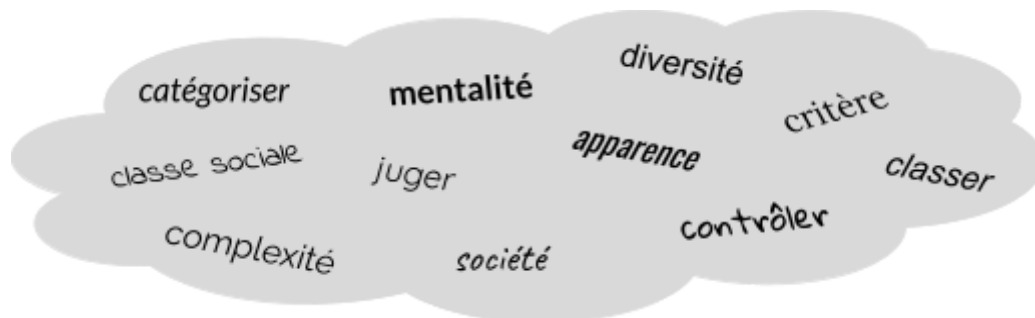 catégoriser
mentalité
diversité
critère
classe sociale
juger
apparence
classer
complexité
société
contrôler